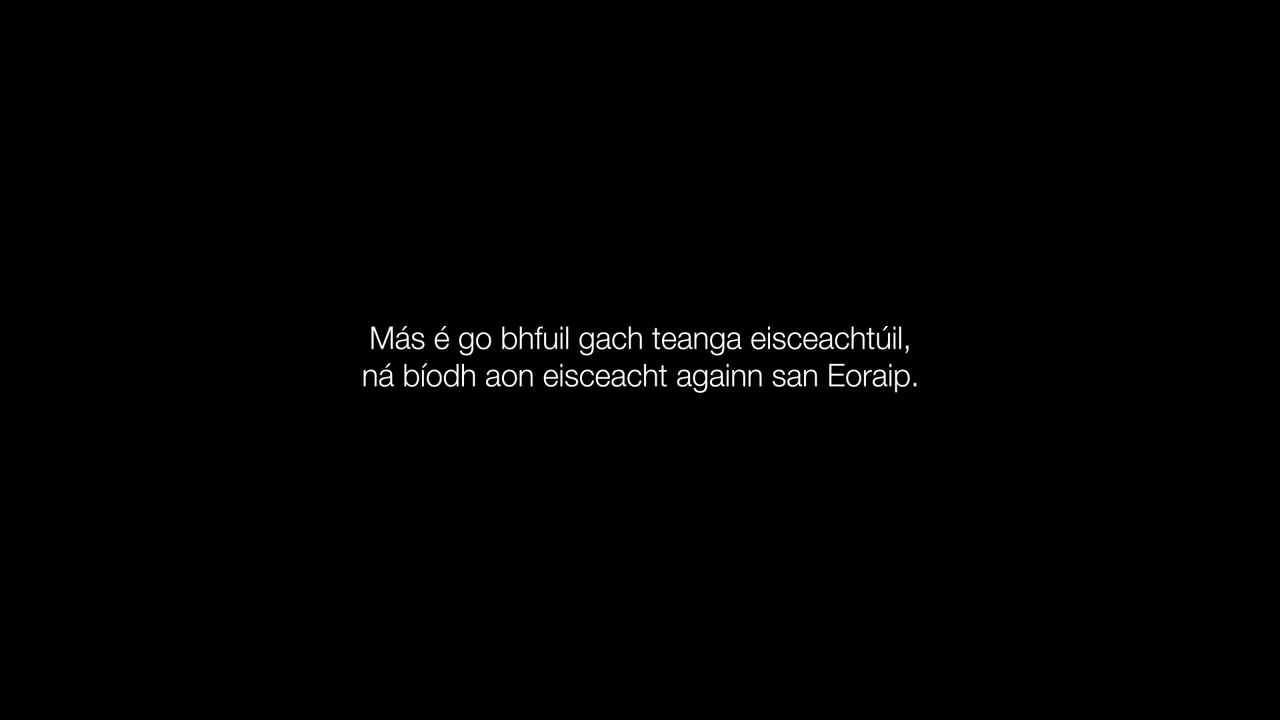 Más é go bhfuil gach teanga eisceachtúil,
ná bíodh aon eisceacht againn san Eoraip.